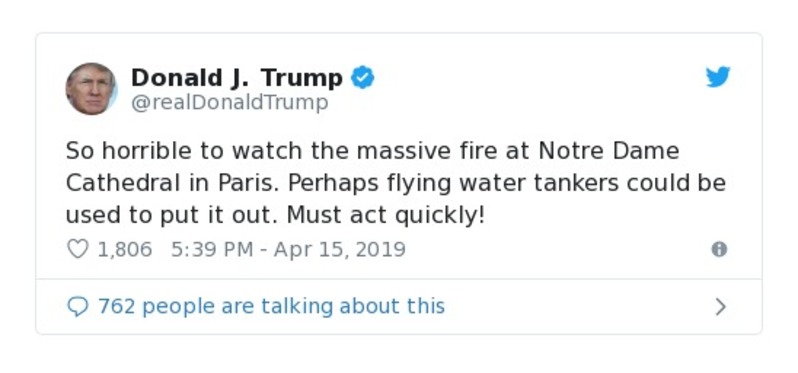 Donald J. Trump
@realDonaldTrump
So horrible to watch the massive fire at Notre Dame
Cathedral in Paris. Perhaps flying water tankers could be
used to put it out. Must act quickly!
1,806 5:39 PM - Apr 15, 2019
762 people are talking about this